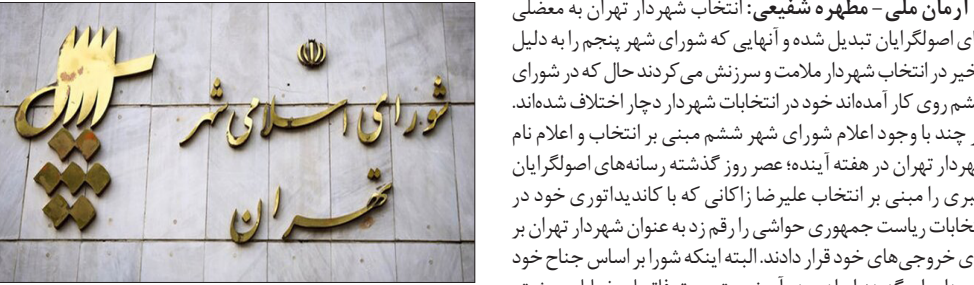 آرمان ملی - مطهره شفیعی: انتخاب شهردار تهران به معضلی
ای اصولگرایان تبدیل شده و آنهایی که شورای شهر پنجم را به دلیل
خیر در انتخاب شهردار ملامت و سرزنش می‌کردند حال که در شورای
شم روی کار آمده‌اند خود در انتخابات شهردار دچار اختلاف شده‌اند.
چند با وجود اعلام شورای شهر ششم مبنی بر انتخاب و اعلام نام
هردار تهران در هفته آینده؛ عصر روز گذشته رسانه‌های اصولگرایان
بری را مبنی بر انتخاب علیرضا زاکانی که با کاندیداتوری خود در
تخابات ریاست جمهوری حواشی را رقم زد به عنوان شهردار تهران بر
ی خروجی‌های خود قرار دادند. البته اینکه شورا بر اساس جناح خود
شورای اسلامی شهر
تهران